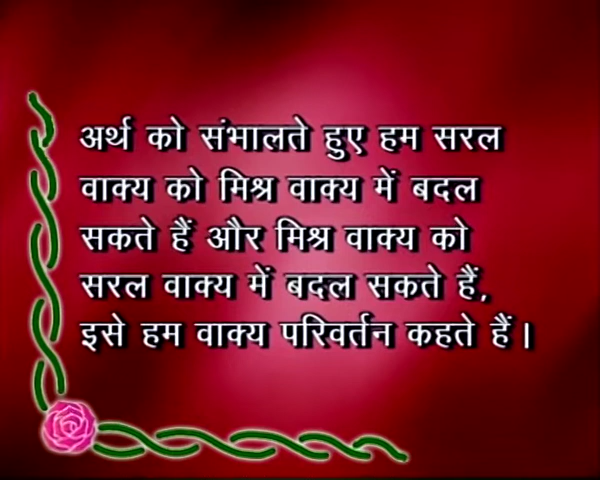 अर्थ को संभालते हुए हम सरल
वाक्य को मिश्र वाक्य में बदल
सकते हैं और मिश्र वाक्य को
सरल वाक्य में बदल सकते हैं,
इसे हम वाक्य परिवर्तन कहते हैं।